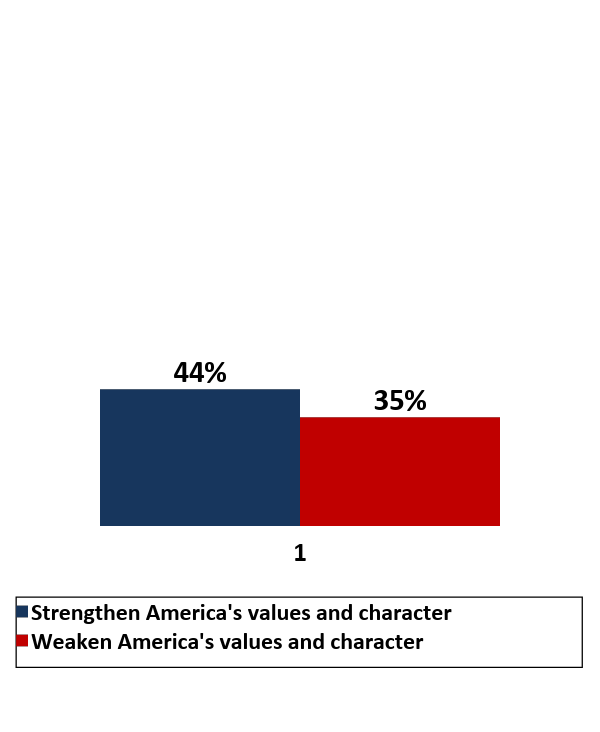 44%
35%
1
Strengthen America's values and character
Weaken America's values and character